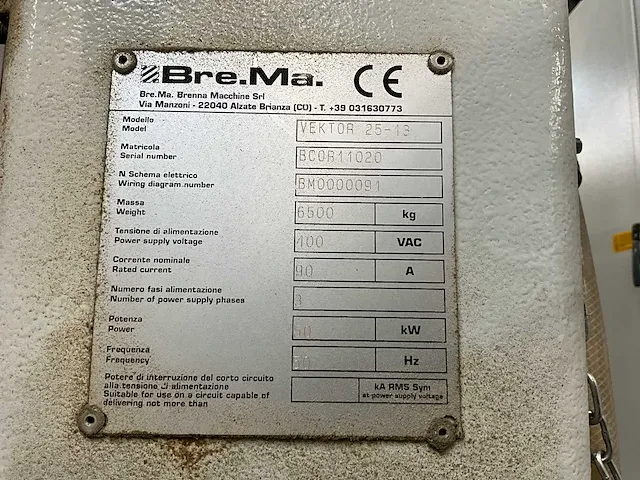 Bre.Ma. CE
Bre.Ma. Brenna Macchine Srl
Via Manzoni - 22040 Alzate Brianza (CO) - T. +39 031630773
Modello
Model VEKTOR 25-13
Matricola
Serial number BCOR11020
N Schema elettrico
Wiring diagram number BM0000091
Massa
Weight 6500 kg
Tensione di alimentazione
Power supply voltage 400 VAC
Corrente nominale
Rated current 90 A
Numero fasi alimentazione
Number of power supply phases 3
Potenza
Power kW
Frequenza
Frequency Hz
Potere di interruzione del corto circuito
alla tensione di alimentazione
Suitable for use on a circuit capable of
delivering not more than
kA RMS Sym
at power supply voltage